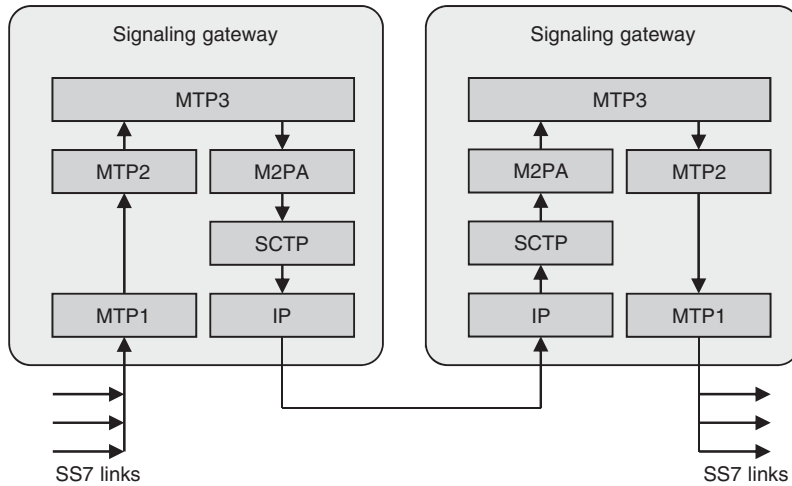 Signaling gateway
MTP3
MTP2
M2PA
SCTP
MTP1
IP
SS7 links
Signaling gateway
MTP3
M2PA
MTP2
SCTP
IP
MTP1
SS7 links